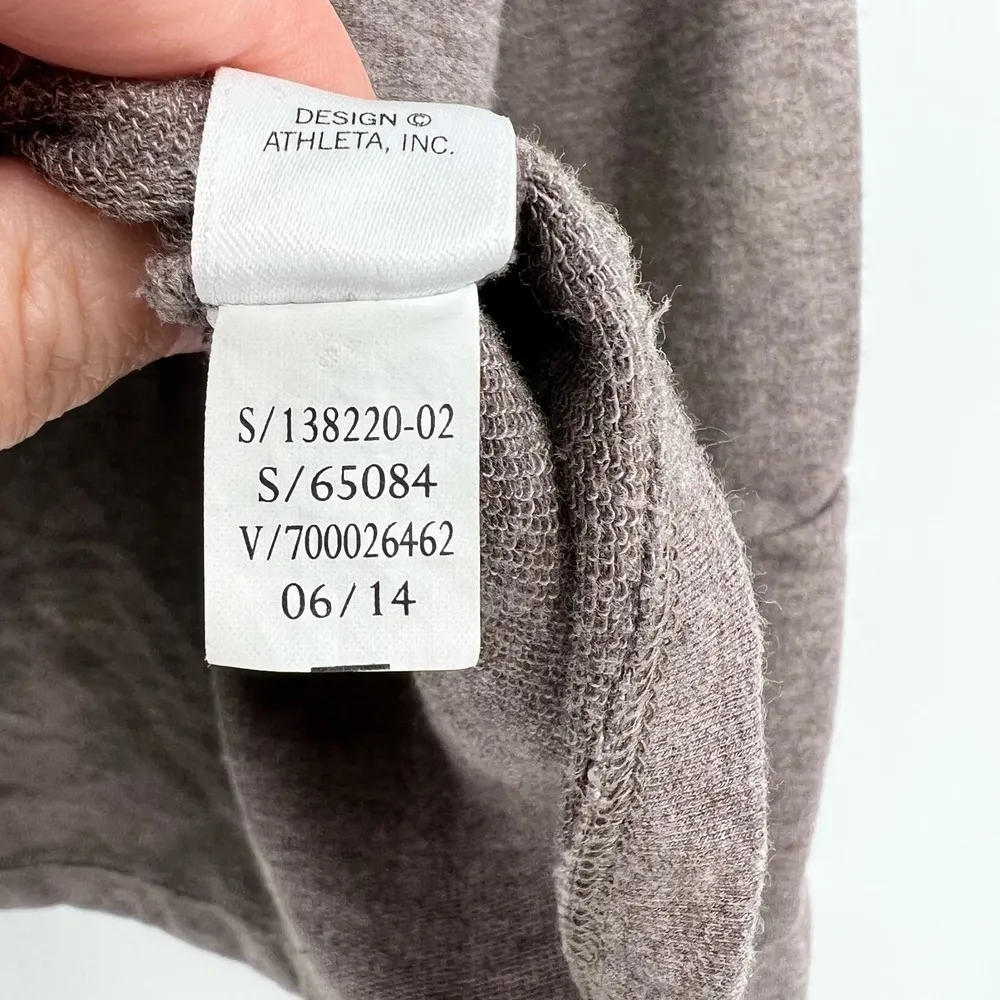 DESIGN ©
ATHLETA, INC.
S/138220-02
S/65084
V/700026462
06/14